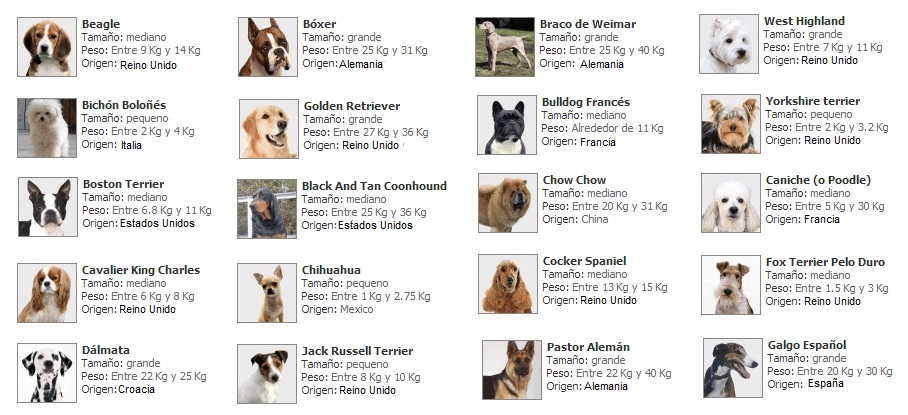 Beagle
Tamaño: mediano
Peso: Entre 9 Kg y 14 Kg
Origen: Reino Unido
Bóxer
Tamaño: grande
Peso: Entre 25 Kg y 31 Kg
Origen: Alemania
Braco de Weimar
Tamaño: grande
Peso: Entre 25 Kg y 40 Kg
Origen: Alemania
West Highland
Tamaño: grande
Peso: Entre 7 Kg y 11 Kg
Origen: Reino Unido
Bichón Boloñés
Tamaño: pequeno
Peso: Entre 2 Kg y 4 Kg
Origen: Italia
Golden Retriever
Tamaño: grande
Peso: Entre 27 Kg y 36 Kg
Origen: Reino Unido
Bulldog Francés
Tamaño: mediano
Peso: Alrededor de 11 Kg
Origen: Francia
Yorkshire terrier
Tamaño: pequeno
Peso: Entre 2 Kg y 3.2 Kg
Origen: Reino Unido
Boston Terrier
Tamaño: mediano
Peso: Entre 6.8 Kg y 11 Kg
Origen: Estados Unidos
Black And Tan Coonhound
Tamaño: mediano
Peso: Entre 25 Kg y 36 Kg
Origen: Estados Unidos
Chow Chow
Tamaño: mediano
Peso: Entre 20 Kg y 31 Kg
Origen: China
Caniche (o Poodle)
Tamaño: mediano
Peso: Entre 5 Kg y 30 Kg
Origen: Francia
Cavalier King Charles
Tamaño: mediano
Peso: Entre 6 Kg y 8 Kg
Origen: Reino Unido
Chihuahua
Tamaño: pequeno
Peso: Entre 1 Kg y 2.75 Kg
Origen: Mexico
Cocker Spaniel
Tamaño: mediano
Peso: Entre 13 Kg y 15 Kg
Origen: Reino Unido
Fox Terrier Pelo Duro
Tamaño: mediano
Peso: Entre 1.5 Kg y 3 Kg
Origen: Reino Unido
Dálmata
Tamaño: grande
Peso: Entre 22 Kg y 25 Kg
Origen: Croacia
Jack Russell Terrier
Tamaño: pequeno
Peso: Entre 8 Kg y 10 Kg
Origen: Reino Unido
Pastor Alemán
Tamaño: grande
Peso: Entre 22 Kg y 40 Kg
Origen: Alemania
Galgo Español
Tamaño: grande
Peso: Entre 20 Kg y 30 Kg
Origen: España